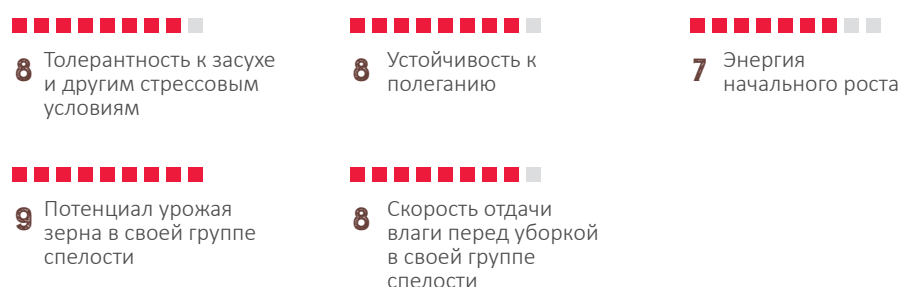 8 Толерантность к засухе
и другим стрессовым
условиям
8 Устойчивость к
полеганию
7 Энергия
начального роста
9 Потенциал урожая
зерна в своей группе
спелости
8 Скорость отдачи
влаги перед уборкой
в своей группе
спелости